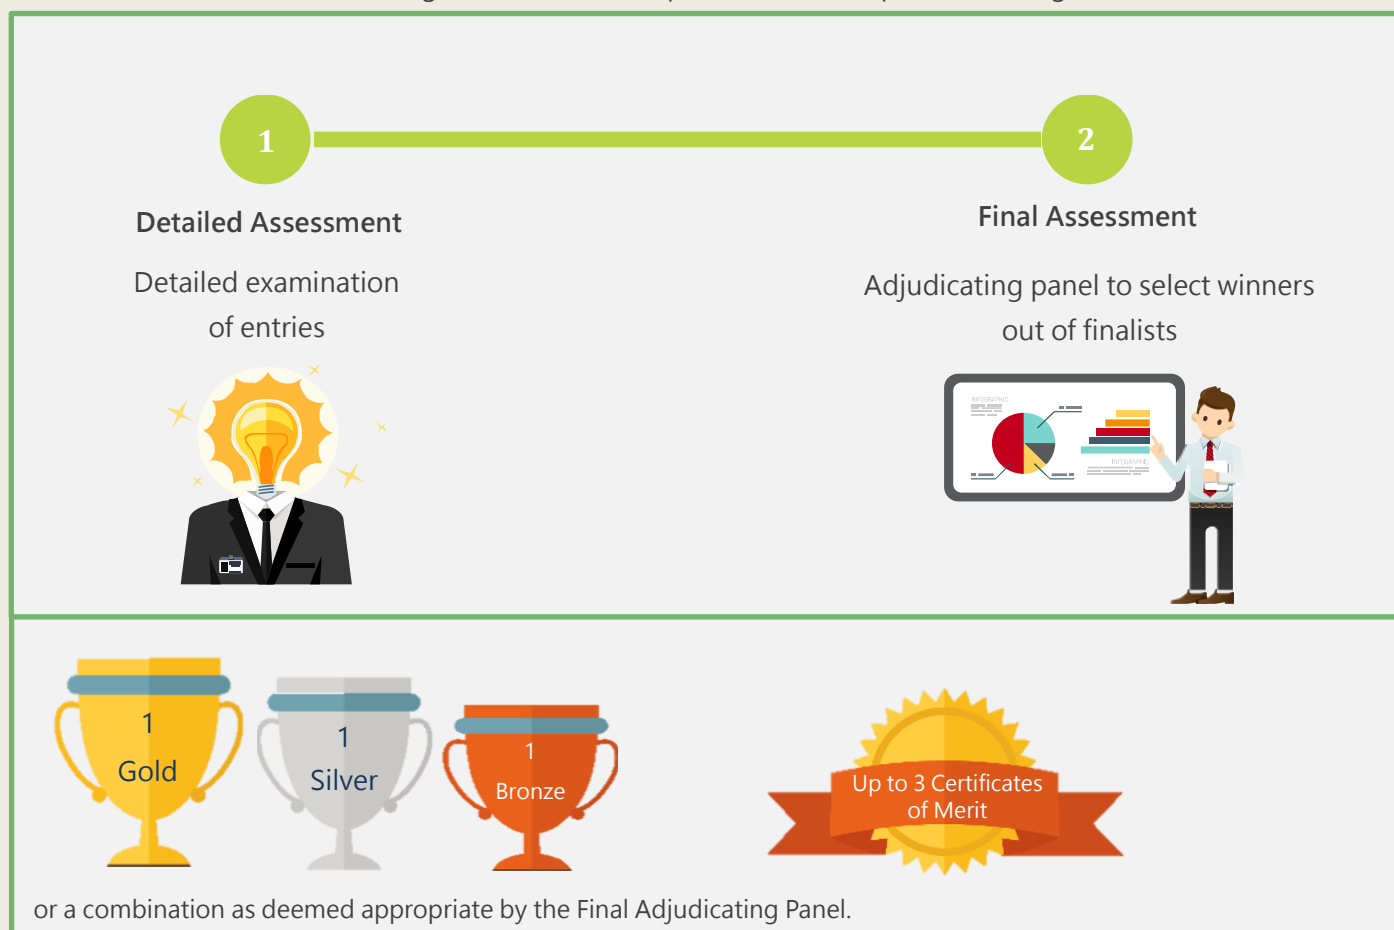 1
2
Detailed Assessment
Final Assessment
Detailed examination
of entries
Adjudicating panel to select winners
out of finalists
INFOGRAPHIC
INFOGRAPHIC
1
Gold
1
Silver
1
Bronze
Up to 3 Certificates
of Merit
or a combination as deemed appropriate by the Final Adjudicating Panel.